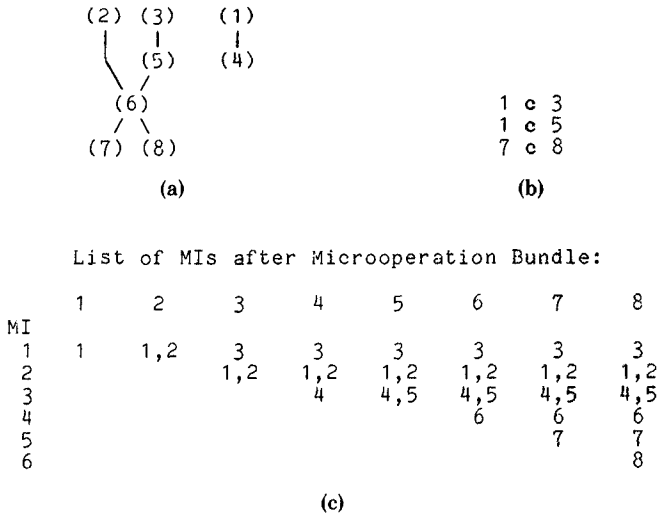 (2) (3) (1)
(5) (4)
(6)
(7) (8)
(a)
1 c 3
1 c 5
7 c 8
(b)
List of MIs after Microoperation Bundle:
1 2 3 4 5 6 7 8
MI
1 1 1,2 3 3 3 3 3 3
2 1,2 1,2 1,2 1,2 1,2 1,2
3 4 4,5 4,5 4,5 4,5
4 6 6 6
5 7 7
6 8
(c)